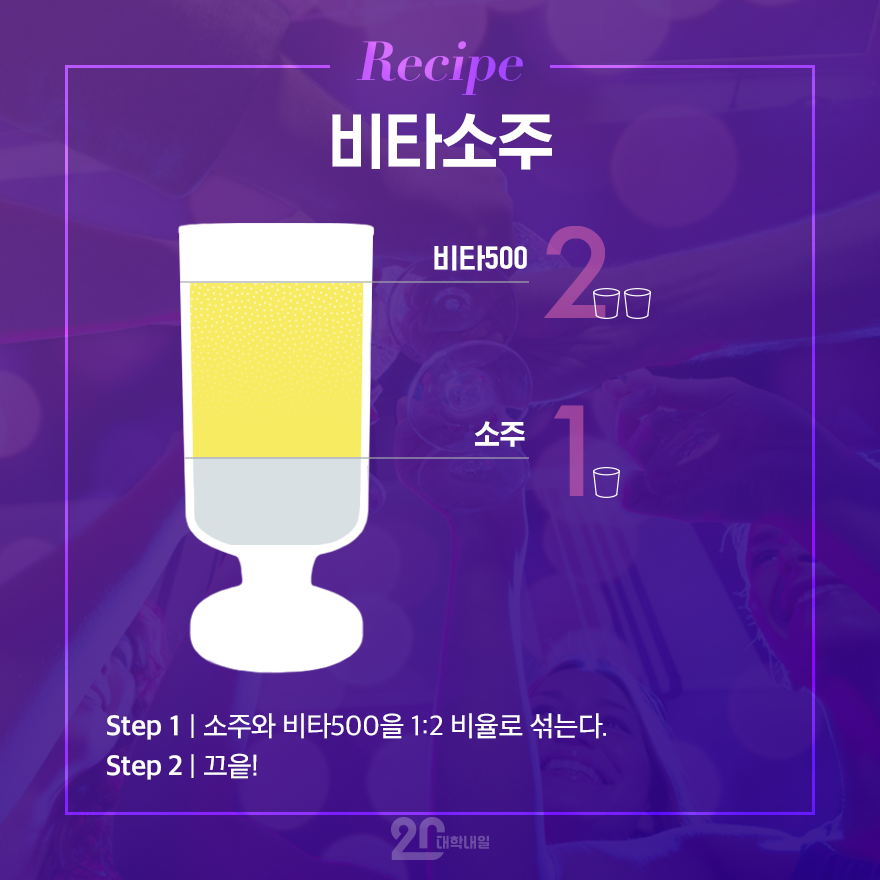 Recipe
비타소주
비타500 2
소주 1
Step 1 | 소주와 비타500을 1:2 비율로 섞는다.
Step 2 | 끄읕!
20 대학내일